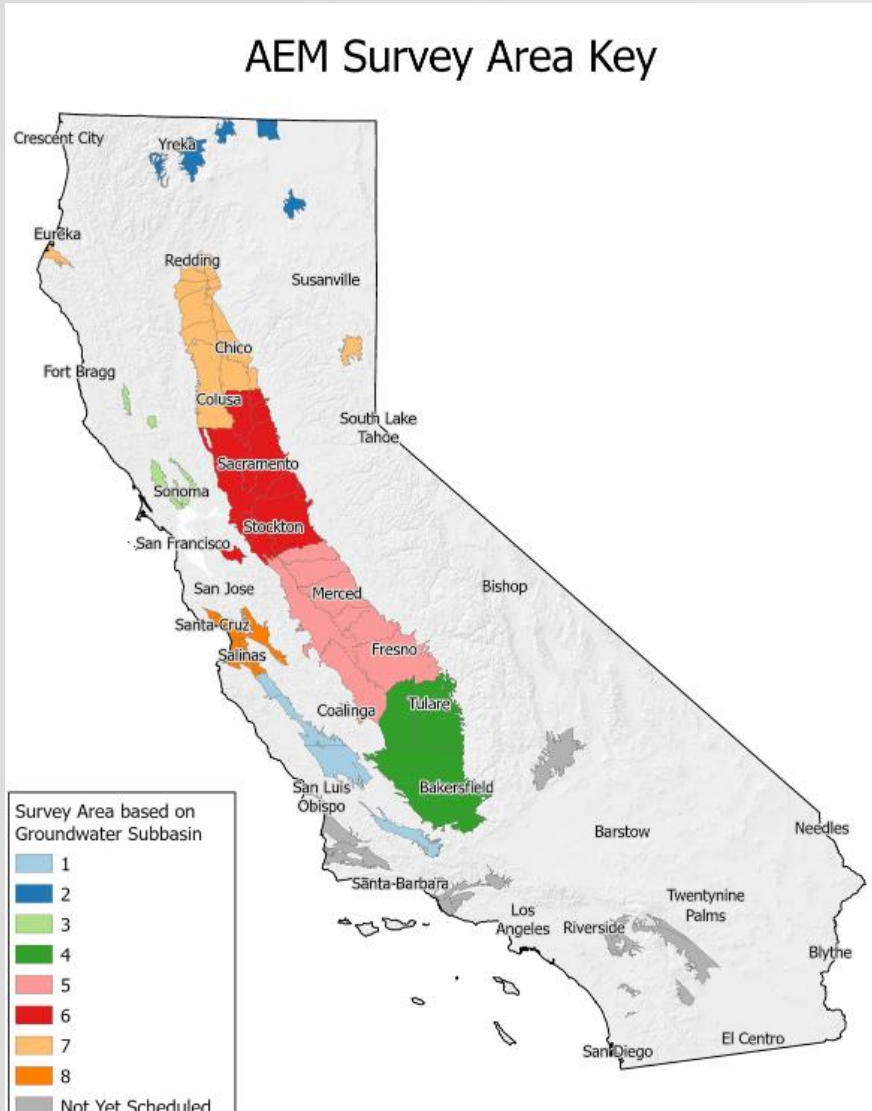 AEM Survey Area Key
Crescent City
Yreka
Eureka
Redding
Susanville
Chico
Fort Bragg
Colusa
South Lake
Tahoe
Sacramento
Sonoma
Stockton
San Francisco
San Jose
Merced
Bishop
Santa-Cruz
Salinas
Fresno
Coalinga
Tulare
San Luis
Obispo
Bakersfield
Barstow
Needles
Santa-Barbara
Twentynine
Palms
Los
Angeles
Riverside
Blythe
El Centro
San Diego
Survey Area based on
Groundwater Subbasin
1
2
3
4
5
6
7
8
Not Yet Scheduled